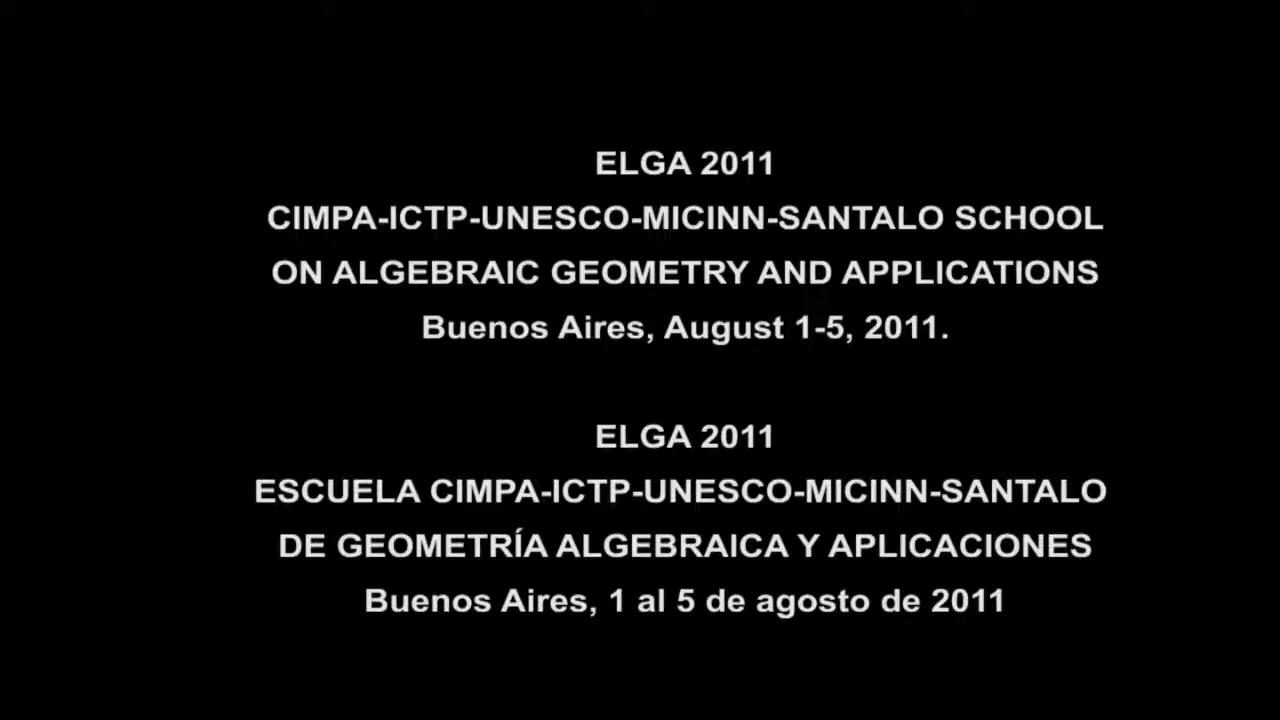 ELGA 2011
CIMPA-ICTP-UNESCO-MICINN-SANTALO SCHOOL
ON ALGEBRAIC GEOMETRY AND APPLICATIONS
Buenos Aires, August 1-5, 2011.
ELGA 2011
ESCUELA CIMPA-ICTP-UNESCO-MICINN-SANTALO
DE GEOMETRÍA ALGEBRAICA Y APLICACIONES
Buenos Aires, 1 al 5 de agosto de 2011